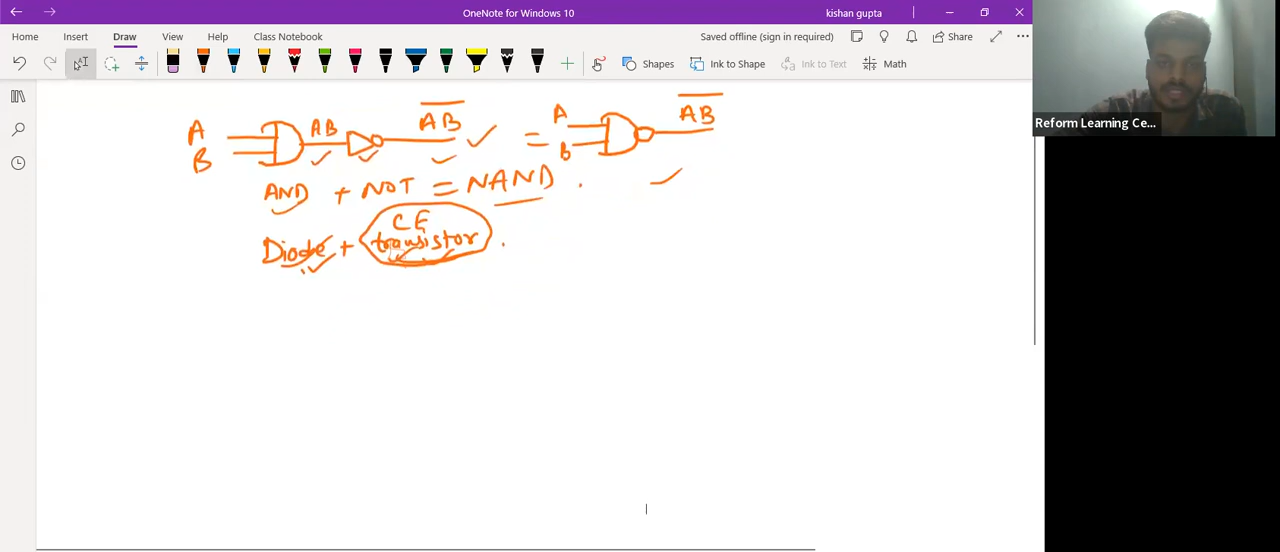 OneNote for Windows 10
kishan gupta
Home Insert Draw View Help Class Notebook
Saved offline (sign in required) Share
Shapes Ink to Shape Ink to Text Math
Reform Learning Ce...
A AB AB = A AB
B B
AND + NOT = NAND .
CE
Diode + transistor .